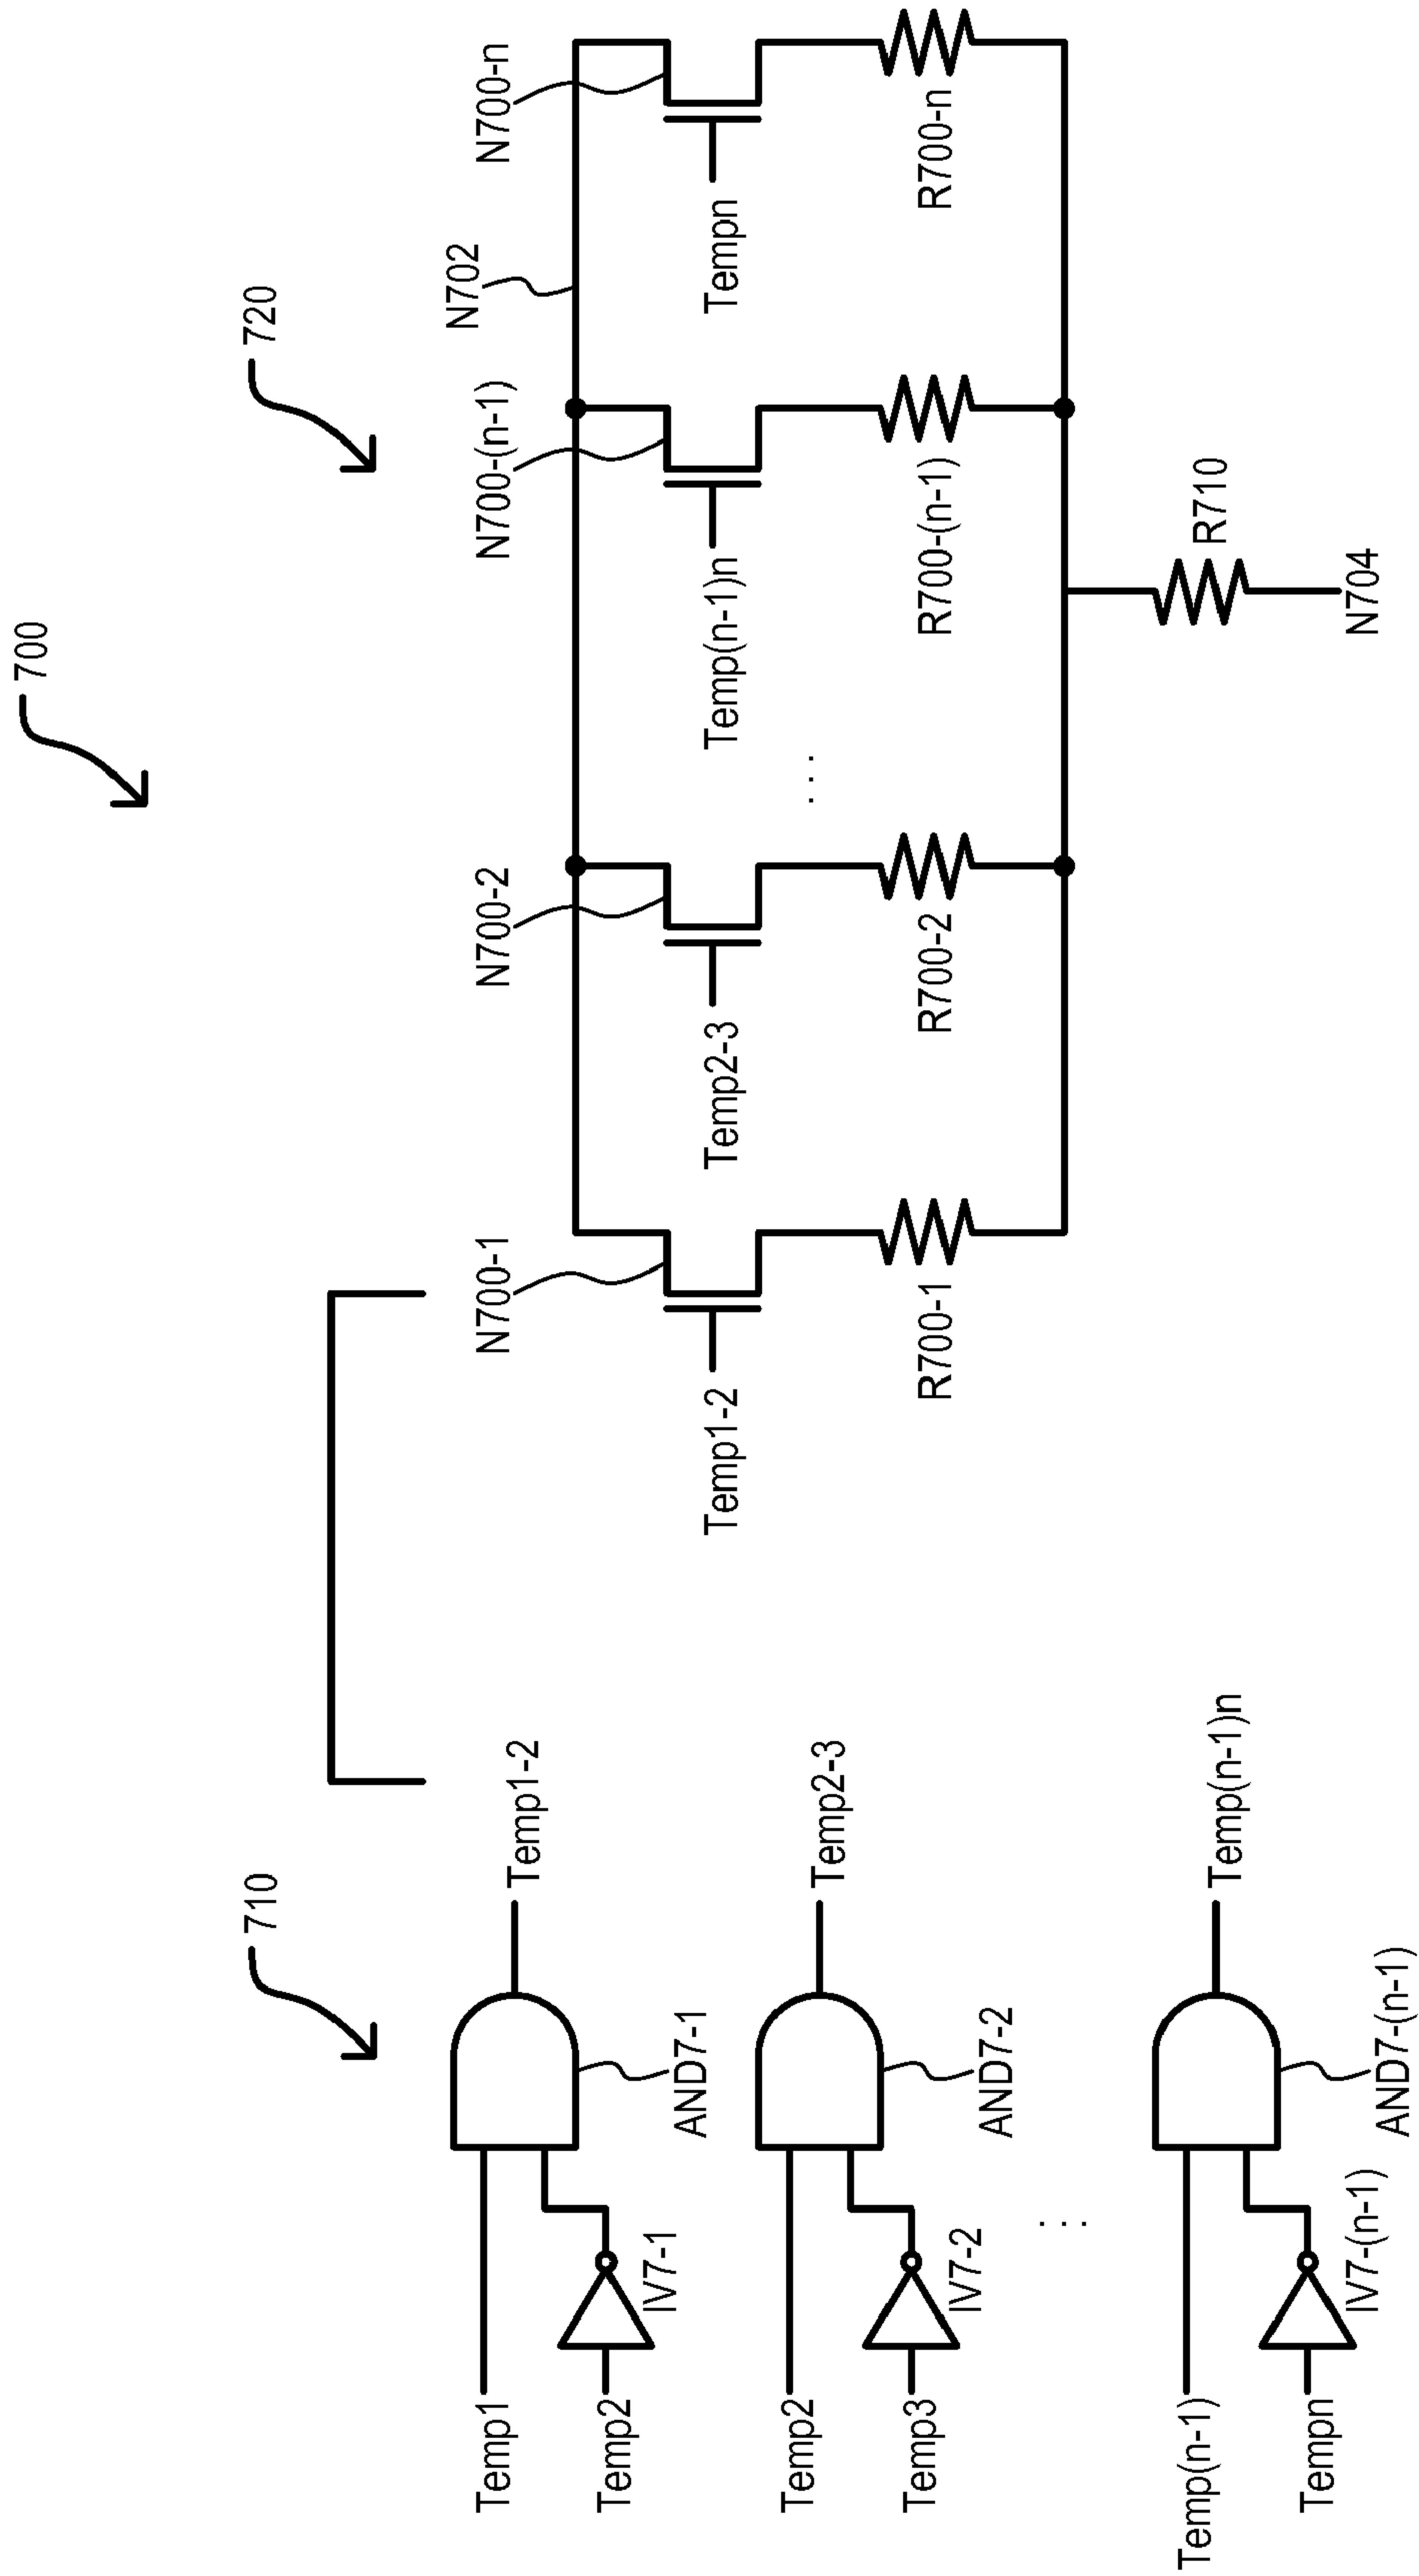 700
710
Temp1
Temp2
IV7-1
AND7-1
Temp1-2
Temp2
Temp3
IV7-2
AND7-2
Temp2-3
. . .
Temp(n-1)
Tempn
IV7-(n-1)
AND7-(n-1)
Temp(n-1)n
720
N702
N700-1
N700-2
N700-(n-1)
N700-n
Temp1-2
Temp2-3
Temp(n-1)n
Tempn
. . .
R700-1
R700-2
R700-(n-1)
R700-n
R710
N704